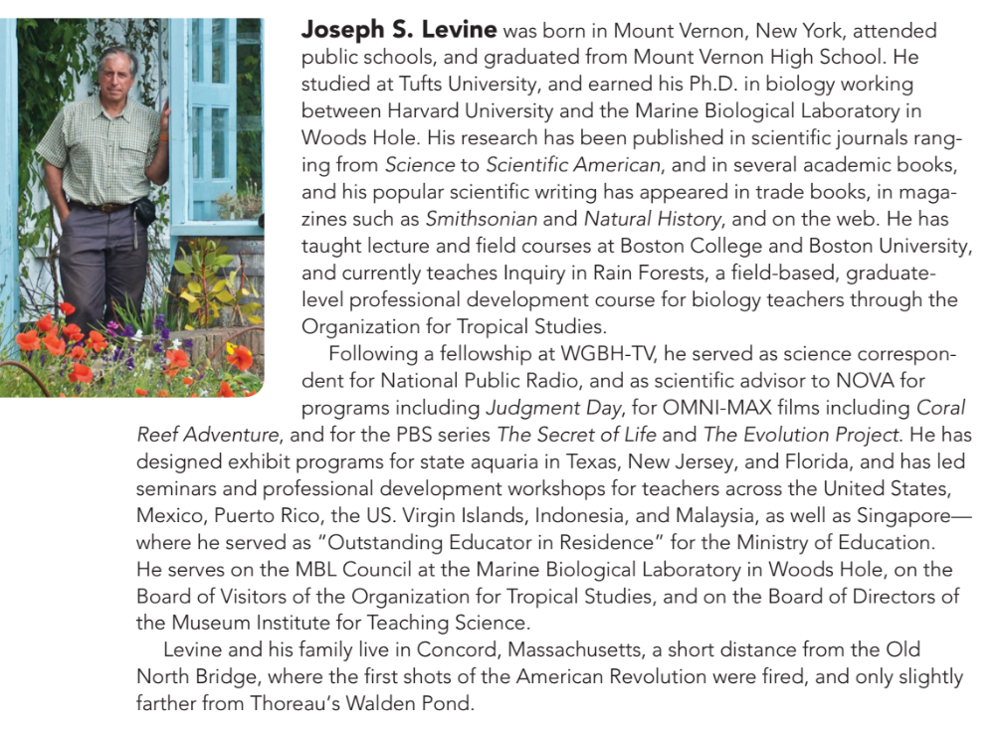 Joseph S. Levine was born in Mount Vernon, New York, attended
public schools, and graduated from Mount Vernon High School. He
studied at Tufts University, and earned his Ph.D. in biology working
between Harvard University and the Marine Biological Laboratory in
Woods Hole. His research has been published in scientific journals rang-
ing from Science to Scientific American, and in several academic books,
and his popular scientific writing has appeared in trade books, in maga-
zines such as Smithsonian and Natural History, and on the web. He has
taught lecture and field courses at Boston College and Boston University,
and currently teaches Inquiry in Rain Forests, a field-based, graduate-
level professional development course for biology teachers through the
Organization for Tropical Studies.
Following a fellowship at WGBH-TV, he served as science correspon-
dent for National Public Radio, and as scientific advisor to NOVA for
programs including Judgment Day, for OMNI-MAX films including Coral
Reef Adventure, and for the PBS series The Secret of Life and The Evolution Project. He has
designed exhibit programs for state aquaria in Texas, New Jersey, and Florida, and has led
seminars and professional development workshops for teachers across the United States,
Mexico, Puerto Rico, the US. Virgin Islands, Indonesia, and Malaysia, as well as Singapore—
where he served as “Outstanding Educator in Residence” for the Ministry of Education.
He serves on the MBL Council at the Marine Biological Laboratory in Woods Hole, on the
Board of Visitors of the Organization for Tropical Studies, and on the Board of Directors of
the Museum Institute for Teaching Science.
Levine and his family live in Concord, Massachusetts, a short distance from the Old
North Bridge, where the first shots of the American Revolution were fired, and only slightly
farther from Thoreau’s Walden Pond.